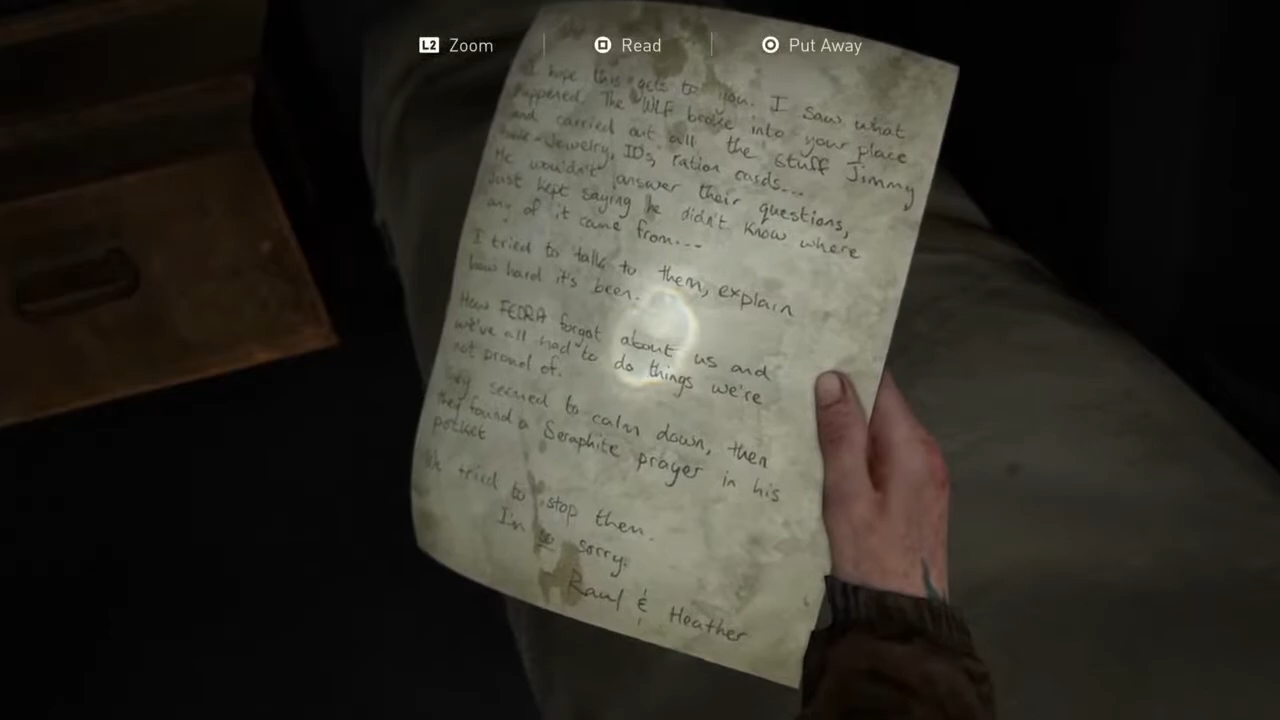 L2 Zoom Read Put Away
I hope this gets to you. I saw what
happened. The WLF broke into your place
and carried out all the stuff Jimmy
Jewelry, IDs, ration cards...
He wouldn't answer their questions,
Just kept saying he didn't know where
any of it came from...
I tried to talk to them, explain
how hard it's been.
How FEDRA forgot about us and
we've all had to do things we're
not proud of.
They seemed to calm down, then
they found a Seraphite prayer in his
pocket
We tried to stop them.
I'm so sorry.
Raul & Heather